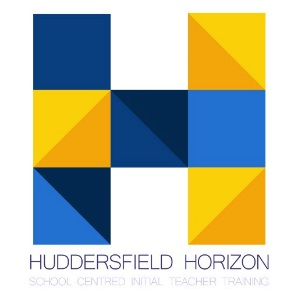 HUDDERSFIELD HORIZON
SCHOOL CENTRED INITIAL TEACHER TRAINING